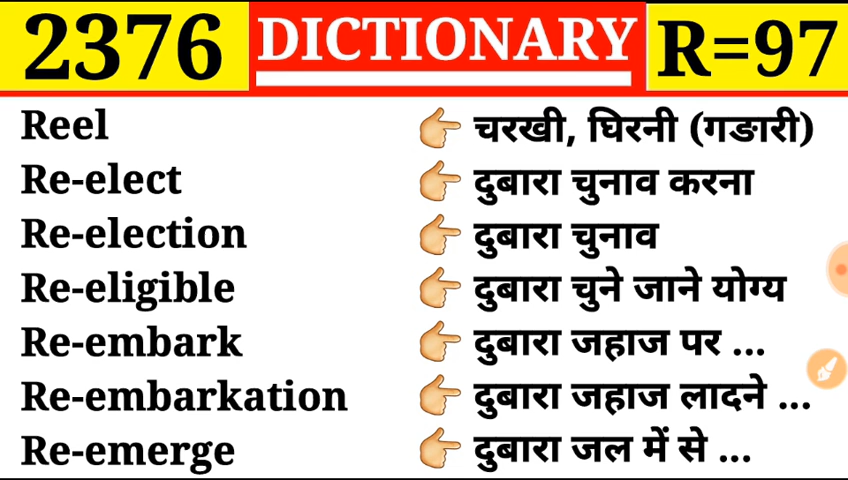 2376 DICTIONARY R=97
Reel 👉 चरखी, घिरनी (गङारी)
Re-elect 👉 दुबारा चुनाव करना
Re-election 👉 दुबारा चुनाव
Re-eligible 👉 दुबारा चुने जाने योग्य
Re-embark 👉 दुबारा जहाज पर ...
Re-embarkation 👉 दुबारा जहाज लादने ...
Re-emerge 👉 दुबारा जल में से ...